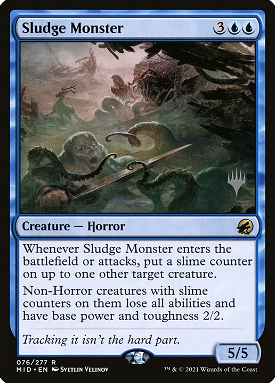 Sludge Monster 3
Creature — Horror
Whenever Sludge Monster enters
the battlefield or attacks, put a slime counter
on up to one other target creature.
Non-Horror creatures with slime
counters on them lose all abilities and
have base power and toughness 2/2.
Tracking it isn't the hard part.
5/5
076/277 R
MID • EN SVETLIN VELINOV
™ & © 2021 Wizards of the Coast